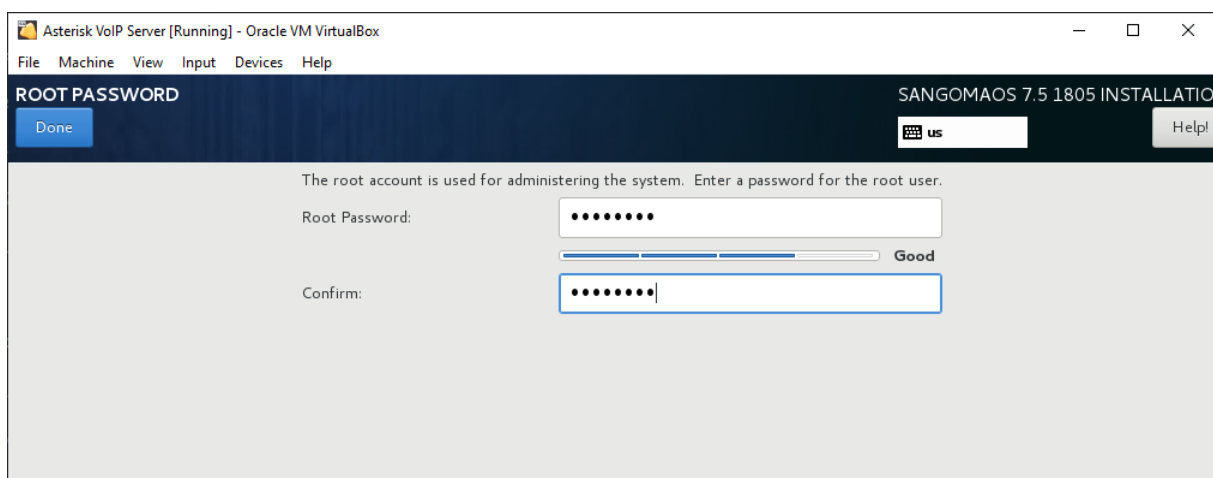 Asterisk VoIP Server [Running] - Oracle VM VirtualBox
File Machine View Input Devices Help
ROOT PASSWORD
SANGOMAOS 7.5 1805 INSTALLATIO
Done
us
Help!
The root account is used for administering the system. Enter a password for the root user.
Root Password:
••••••••
Good
Confirm:
••••••••